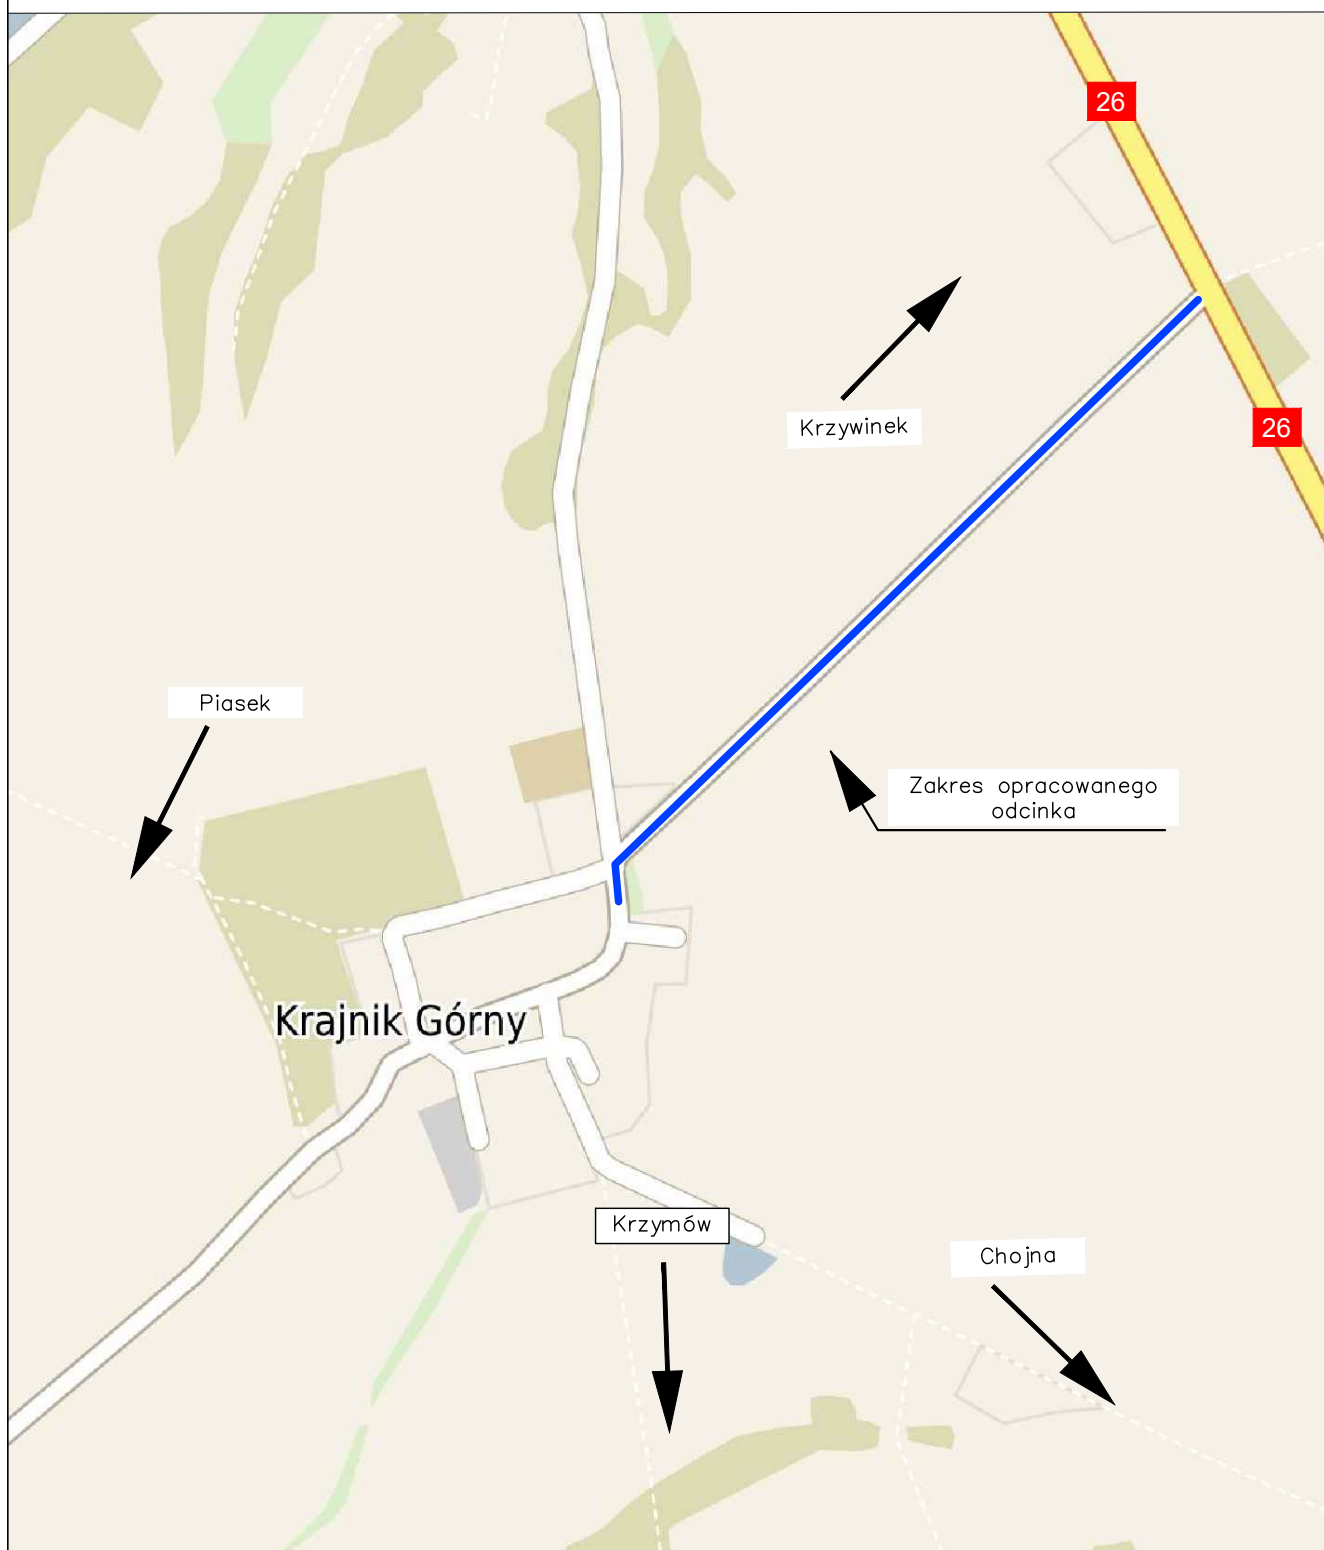 26
26
Krzywinek
Piasek
Zakres opracowanego
odcinka
Krajnik Górny
Krzymów
Chojna